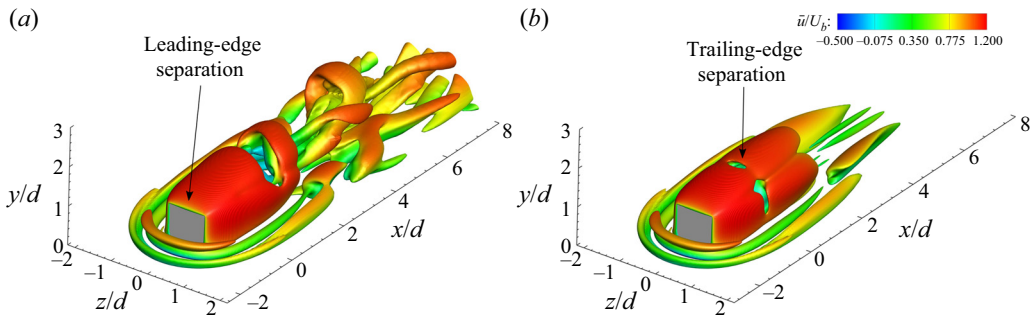 (a)
Leading-edge
separation
3
2
y/d
1
0
−2
−1
0
z/d
1
2
−2
0
2
x/d
4
6
8
(b)
ū/U_b:
−0.500 −0.075 0.350 0.775 1.200
Trailing-edge
separation
3
2
y/d
1
0
−2
−1
0
z/d
1
2
−2
0
2
x/d
4
6
8